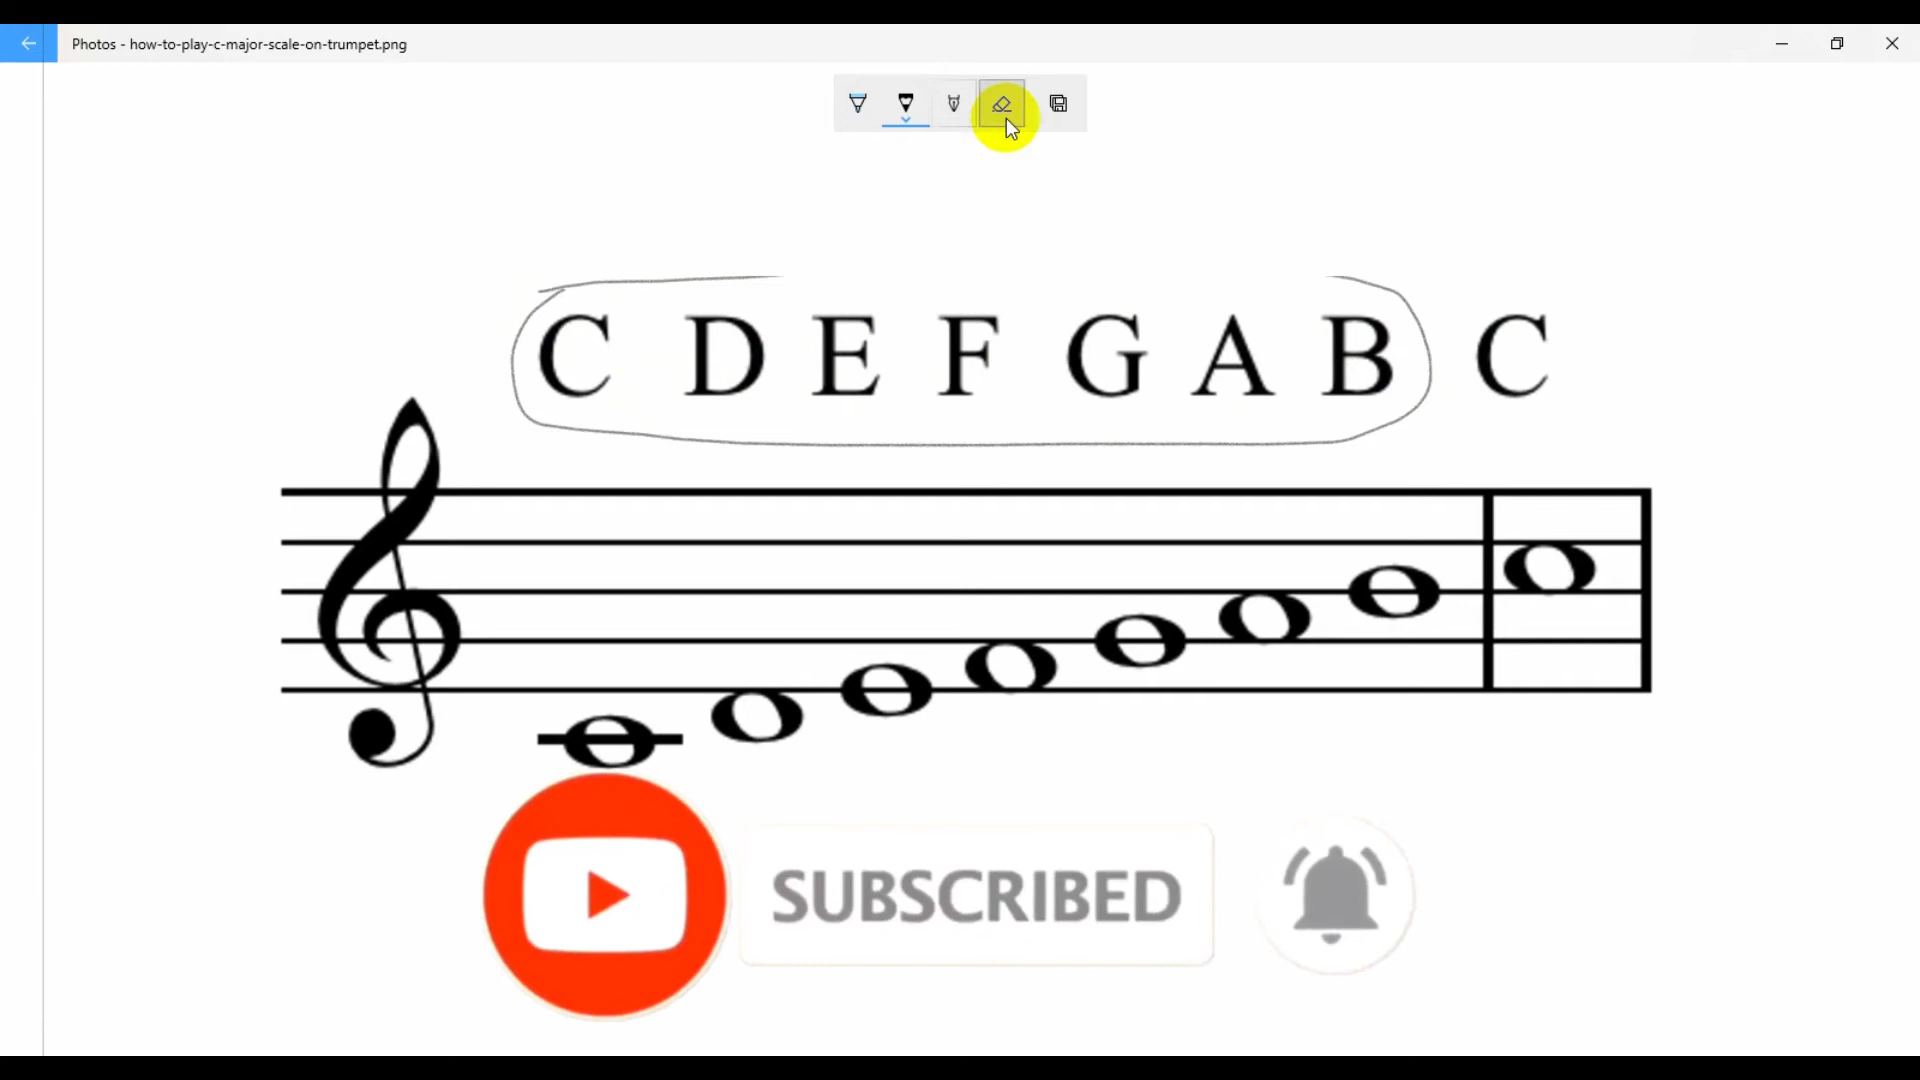 Photos - how-to-play-c-major-scale-on-trumpet.png
C D E F G A B C
SUBSCRIBED